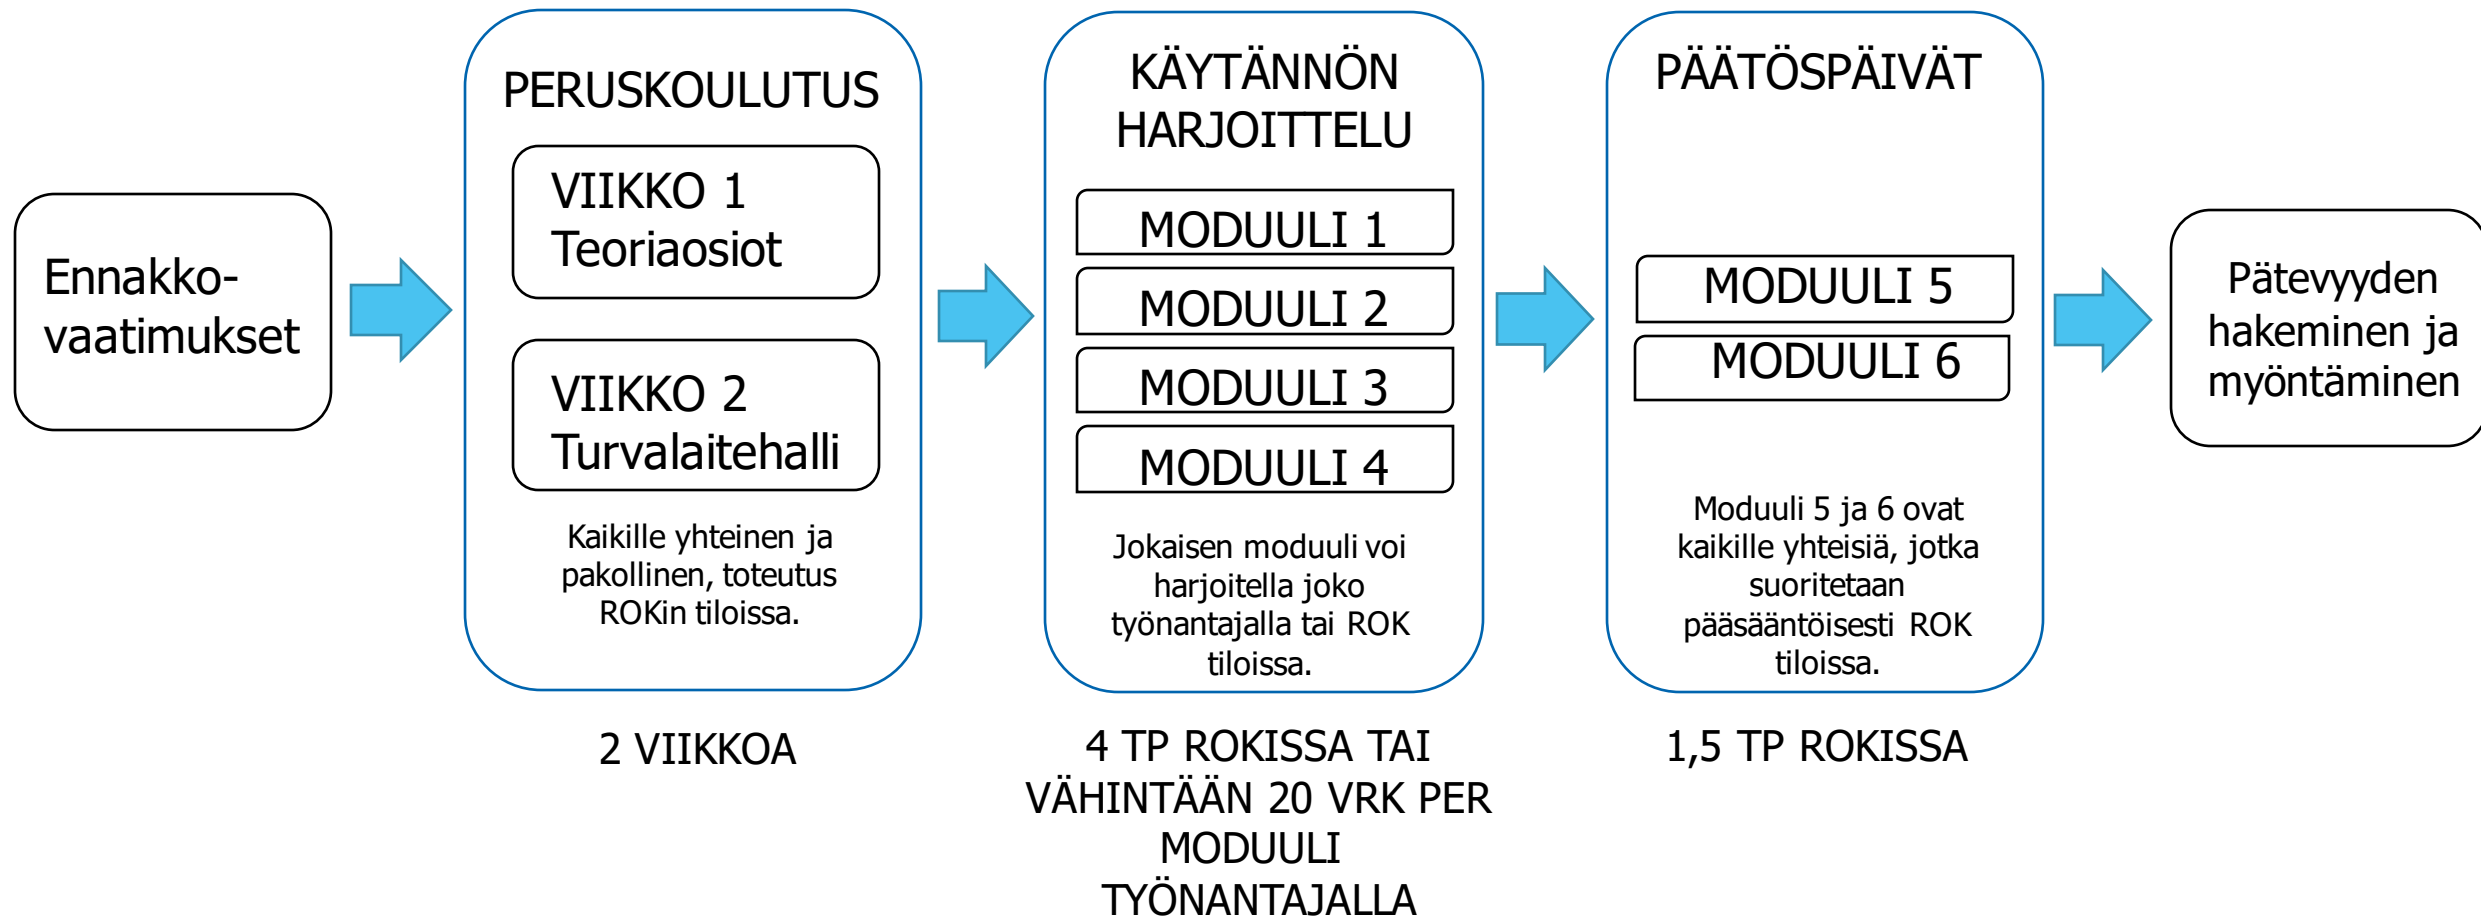 Ennakko-
vaatimukset
PERUSKOULUTUS
VIIKKO 1
Teoriaosiot
VIIKKO 2
Turvalaitehalli
Kaikille yhteinen ja
pakollinen, toteutus
ROKin tiloissa.
2 VIIKKOA
KÄYTÄNNÖN
HARJOITTELU
MODUULI 1
MODUULI 2
MODUULI 3
MODUULI 4
Jokaisen moduuli voi
harjoitella joko
työnantajalla tai ROK
tiloissa.
4 TP ROKISSA TAI
VÄHINTÄÄN 20 VRK PER
MODUULI
TYÖNANTAJALLA
PÄÄTÖSPÄIVÄT
MODUULI 5
MODUULI 6
Moduuli 5 ja 6 ovat
kaikille yhteisiä, jotka
suoritetaan
pääsääntöisesti ROK
tiloissa.
1,5 TP ROKISSA
Pätevyyden
hakeminen ja
myöntäminen